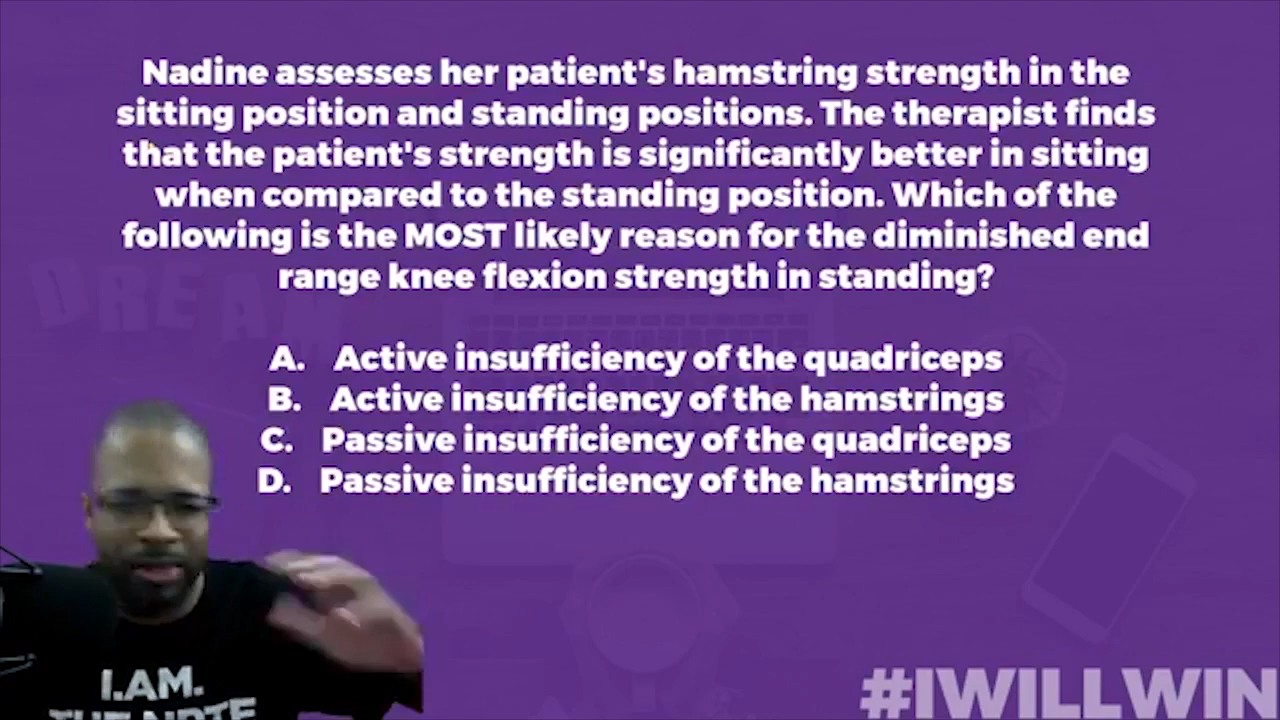 Nadine assesses her patient's hamstring strength in the
sitting position and standing positions. The therapist finds
that the patient's strength is significantly better in sitting
when compared to the standing position. Which of the
following is the MOST likely reason for the diminished end
range knee flexion strength in standing?
A. Active insufficiency of the quadriceps
B. Active insufficiency of the hamstrings
C. Passive insufficiency of the quadriceps
D. Passive insufficiency of the hamstrings
DREAM
I.AM.
#IWILLWIN